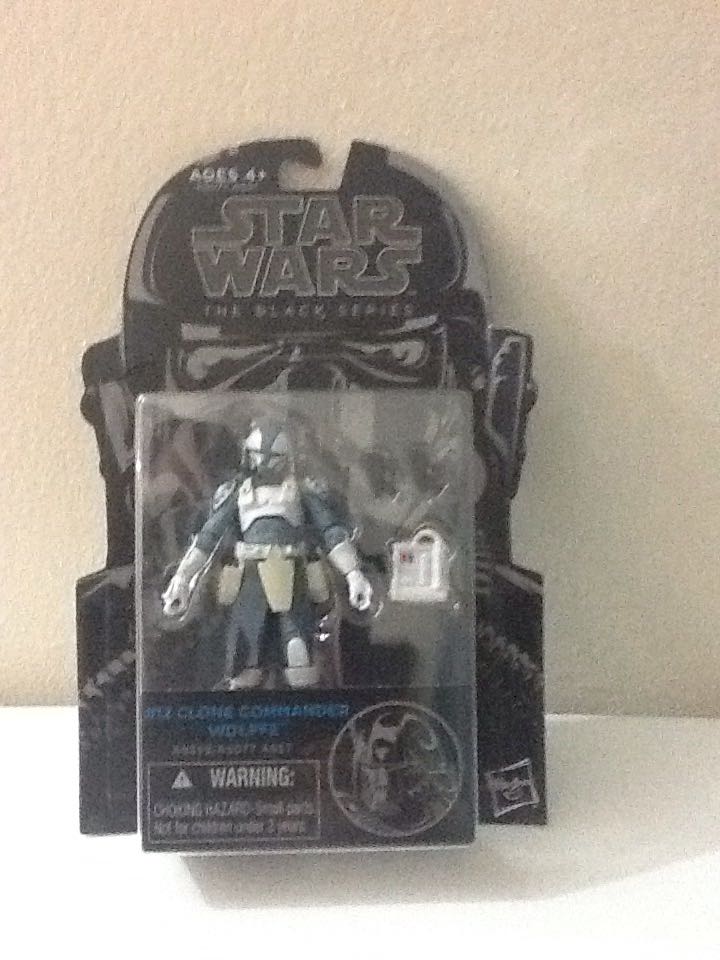 AGES 4+
STAR
WARS
THE BLACK SERIES
#12 CLONE COMMANDER
WOLFFE
WARNING:
CHOKING HAZARD-Small parts
Not for children under 3 years.